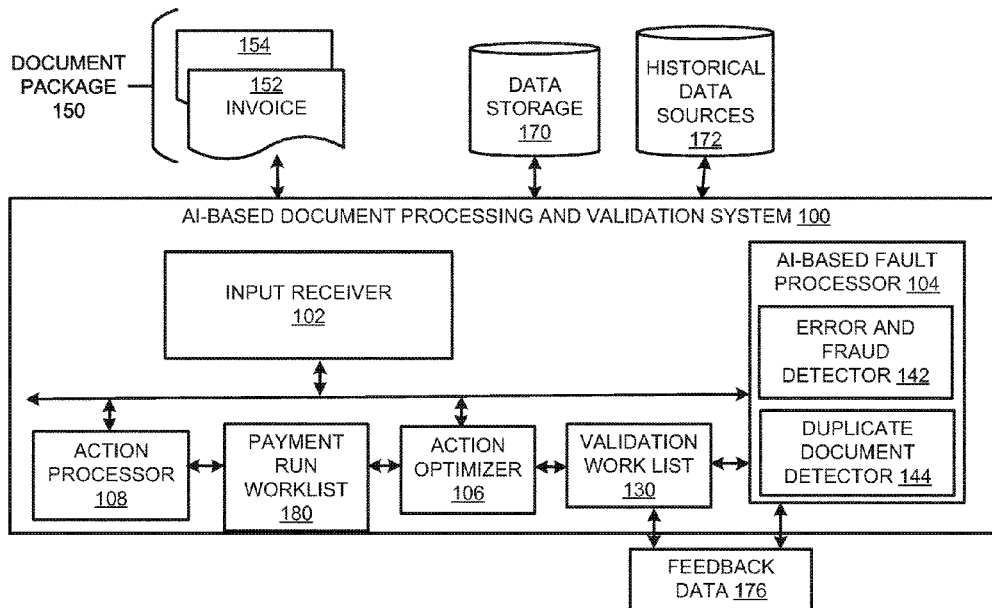 DOCUMENT
PACKAGE
150
154
152
INVOICE
DATA
STORAGE
170
HISTORICAL
DATA
SOURCES
172
AI-BASED DOCUMENT PROCESSING AND VALIDATION SYSTEM 100
INPUT RECEIVER
102
AI-BASED FAULT
PROCESSOR 104
ERROR AND
FRAUD
DETECTOR 142
DUPLICATE
DOCUMENT
DETECTOR 144
ACTION
PROCESSOR
108
PAYMENT
RUN
WORKLIST
180
ACTION
OPTIMIZER
106
VALIDATION
WORK LIST
130
FEEDBACK
DATA 176